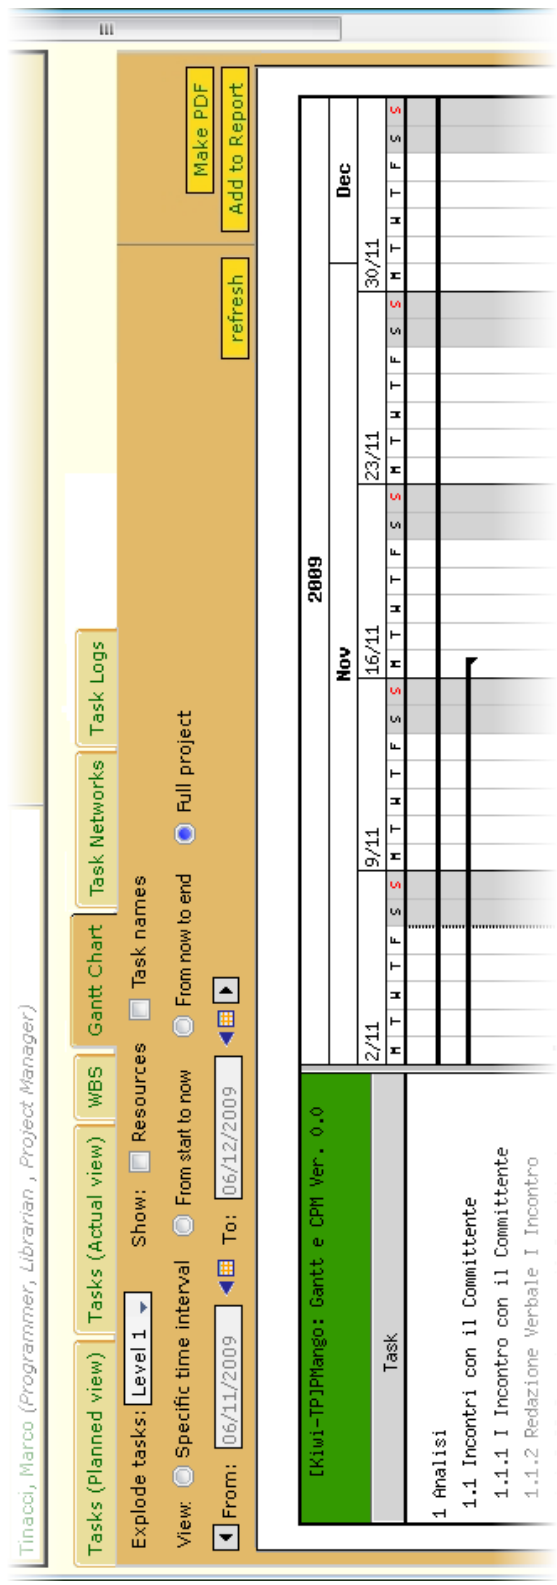 Tinacci, Marco (Programmer, Librarian , Project Manager)
Tasks (Planned view) Tasks (Actual view) WBS Gantt Chart Task Networks Task Logs
Explode tasks: Level 1 Show: Resources Task names
Make PDF
View: Specific time interval From start to now From now to end Full project
Add to Report
From: 06/11/2009 To: 06/12/2009
refresh
[Kiwi-TP]PMango: Gantt e CPM Ver. 0.0
2009
Nov Dec
Task
2/11 9/11 16/11 23/11 30/11
M T W T F S S M T W T F S S M T W T F S S M T W T F S S M T W T F S S
1 Analisi
1.1 Incontri con il Committente
1.1.1 I Incontro con il Committente
1.1.2 Redazione Verbale I Incontro